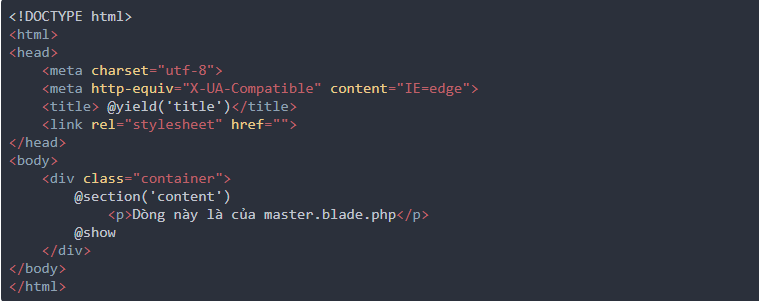 <!DOCTYPE html>
<html>
<head>
    <meta charset="utf-8">
    <meta http-equiv="X-UA-Compatible" content="IE=edge">
    <title> @yield('title')</title>
    <link rel="stylesheet" href="">
</head>
<body>
    <div class="container">
        @section('content')
            <p>Dòng này là của master.blade.php</p>
        @show
    </div>
</body>
</html>